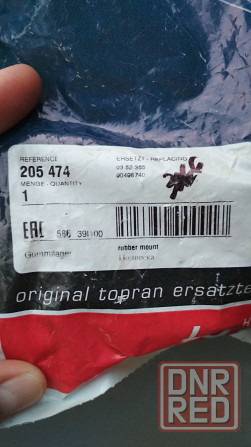 REFERENCE
ERSETZT - REPLACING
205 474
03 52 355
90496740
MENGE - QUANTITY
1
EAC
rubber mount
Gummilager
original topran ersatzte
DNR
RED